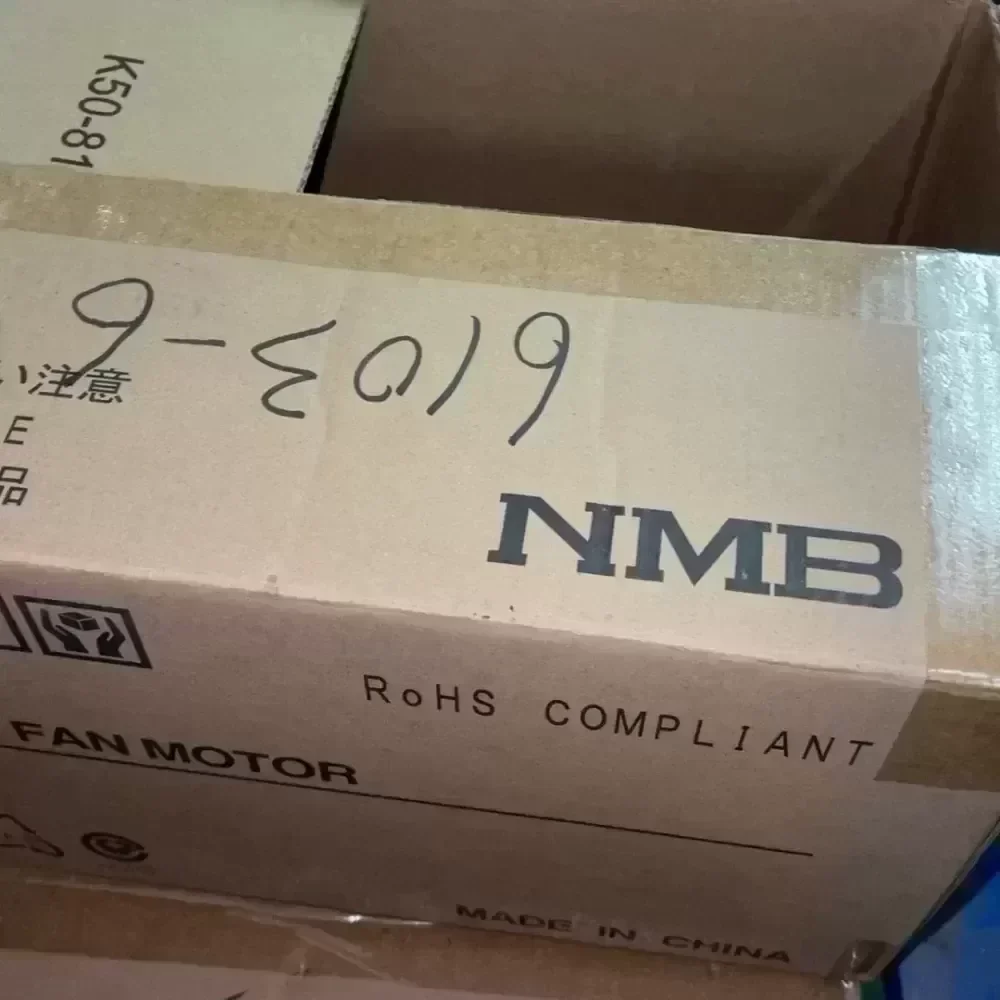 K50-81
6103-6
い注意
E
品
NMB
RoHS COMPLIANT
FAN MOTOR
MADE IN CHINA